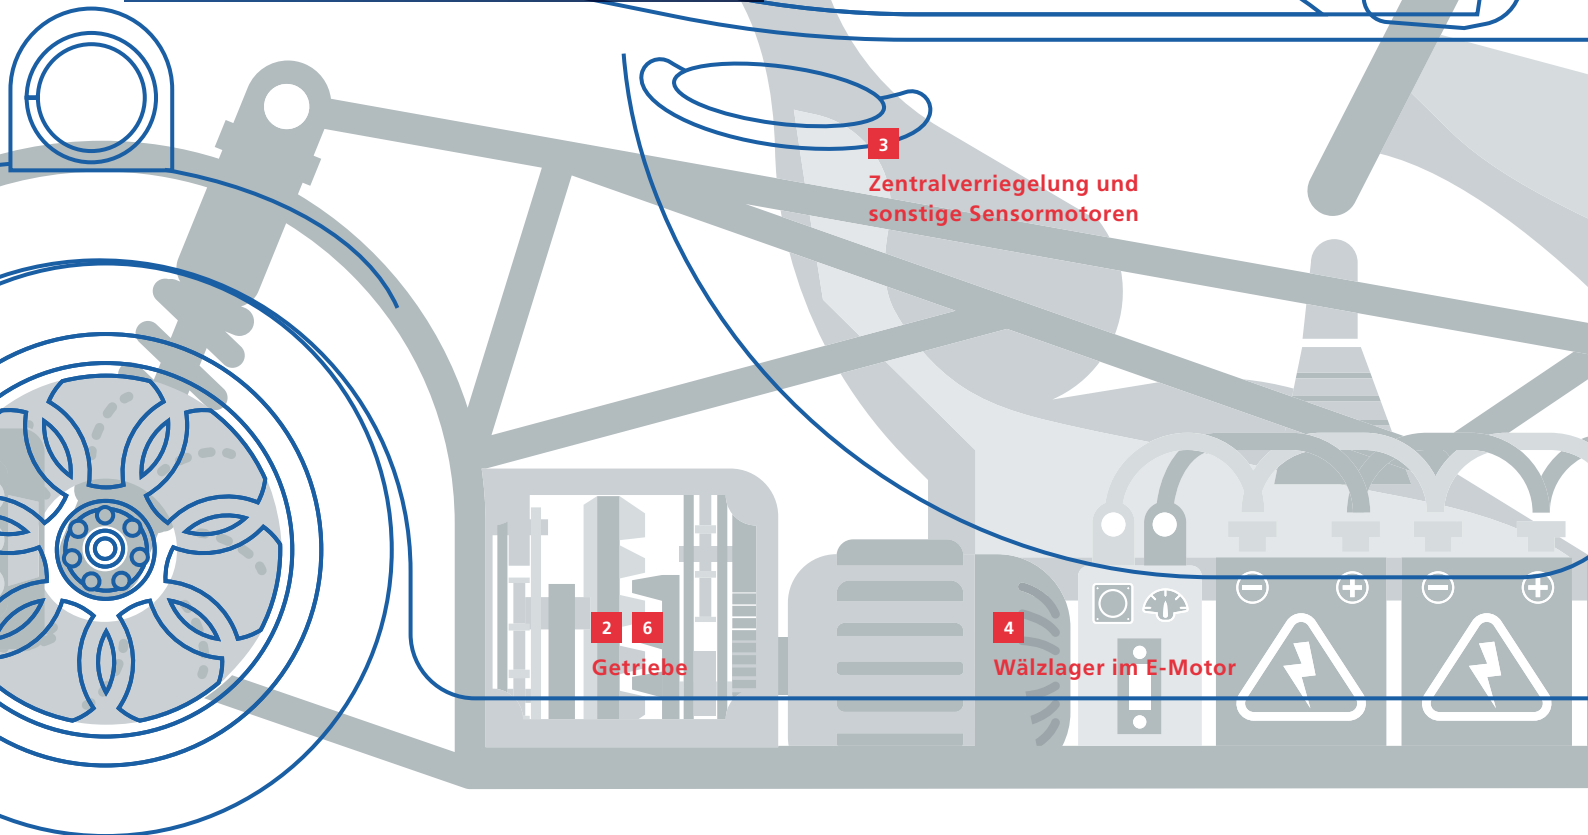 3
Zentralverriegelung und
sonstige Sensormotoren
2 6
Getriebe
4
Wälzlager im E-Motor